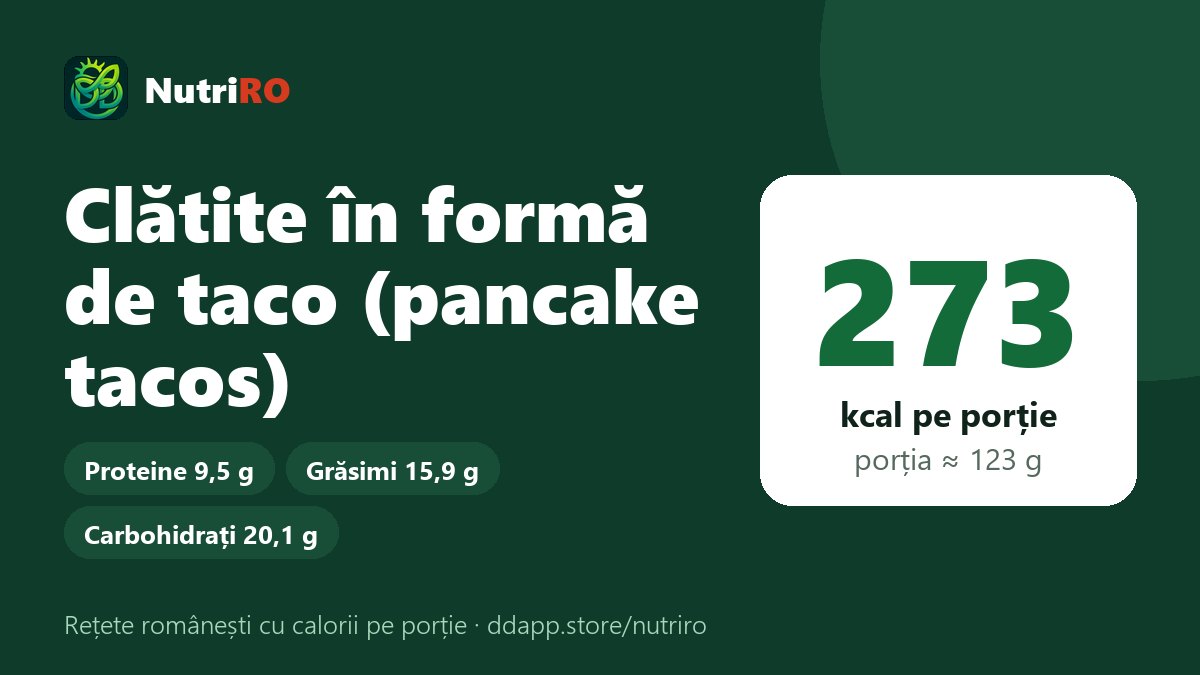 NutriRO
Clătite în formă
de taco (pancake
tacos)
Proteine 9,5 g
Grăsimi 15,9 g
Carbohidrați 20,1 g
273
kcal pe porție
porția ≈ 123 g
Rețete românești cu calorii pe porție · ddapp.store/nutriro